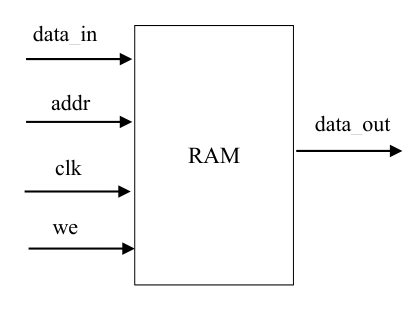 data_in
addr
clk
we
RAM
data_out